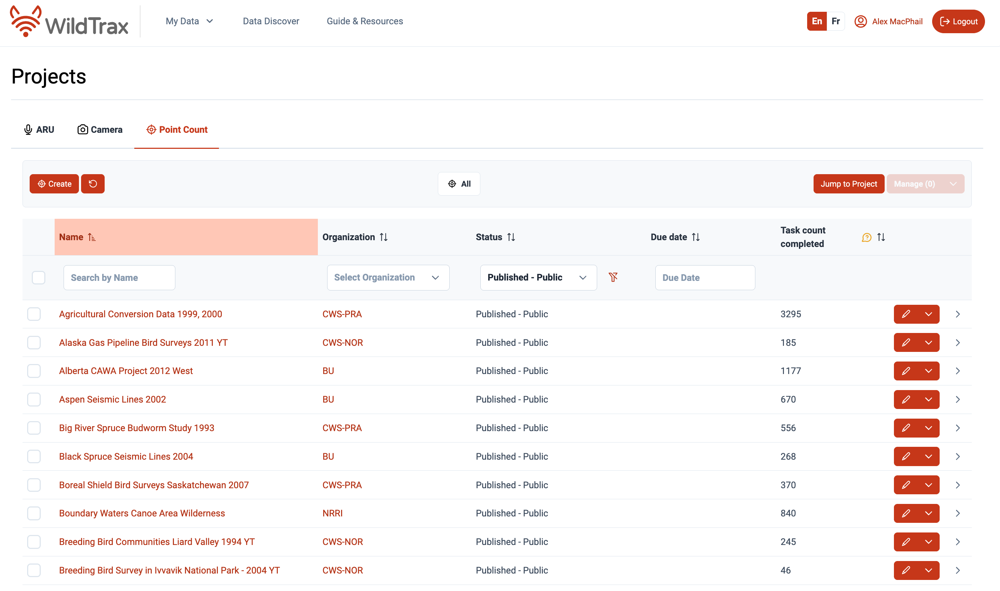 WildTrax
My Data
Data Discover
Guide & Resources
En
Fr
Alex MacPhail
Logout
Projects
ARU
Camera
Point Count
Create
All
Jump to Project
Manage (0)
Name
Organization
Status
Due date
Task count
completed
?
Search by Name
Select Organization
Published - Public
Due Date
Agricultural Conversion Data 1999, 2000 CWS-PRA Published - Public 3295
Alaska Gas Pipeline Bird Surveys 2011 YT CWS-NOR Published - Public 185
Alberta CAWA Project 2012 West BU Published - Public 1177
Aspen Seismic Lines 2002 BU Published - Public 670
Big River Spruce Budworm Study 1993 CWS-PRA Published - Public 556
Black Spruce Seismic Lines 2004 BU Published - Public 268
Boreal Shield Bird Surveys Saskatchewan 2007 CWS-PRA Published - Public 370
Boundary Waters Canoe Area Wilderness NRRI Published - Public 840
Breeding Bird Communities Liard Valley 1994 YT CWS-NOR Published - Public 245
Breeding Bird Survey in Ivvavik National Park - 2004 YT CWS-NOR Published - Public 46